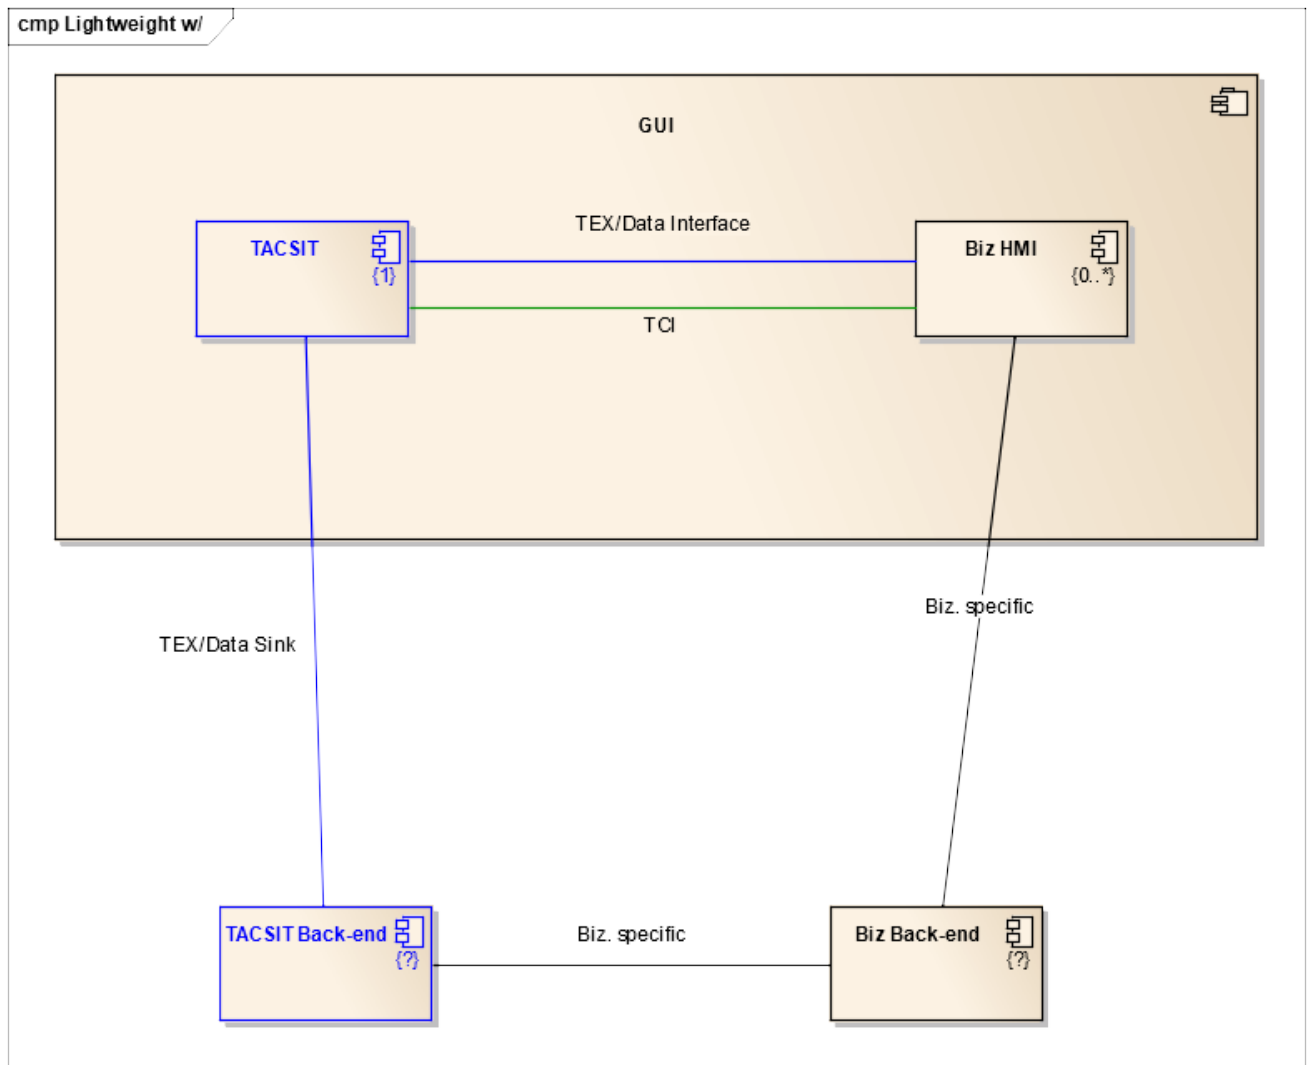 cmp Lightweight w/
GUI
TEX/Data Interface
TACSIT
{1}
Biz HMI
{0..*}
TCI
Biz. specific
TEX/Data Sink
TACSIT Back-end
{?}
Biz. specific
Biz Back-end
{?}